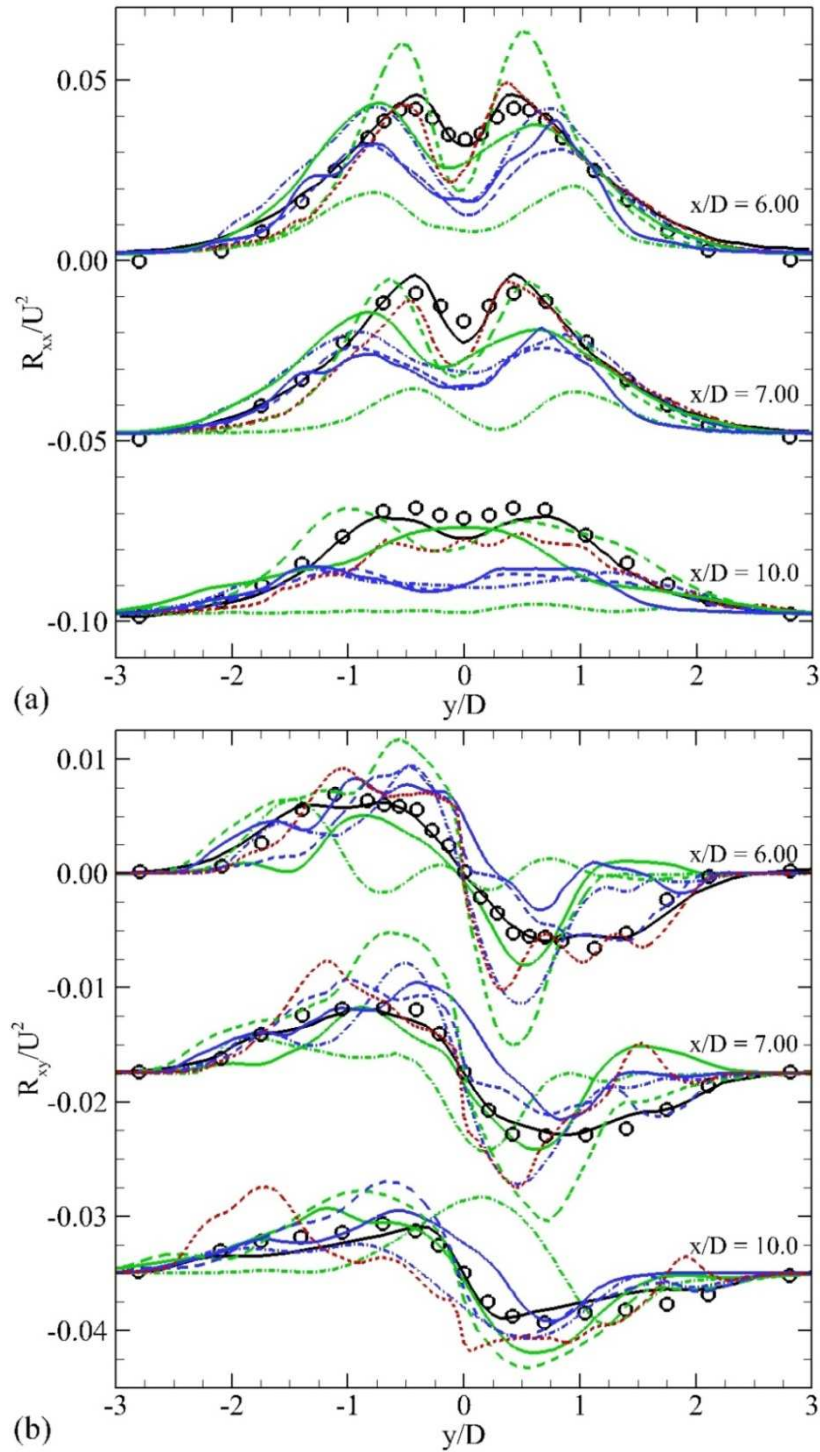 0.05
0.00
-0.05
-0.10
R_xx/U^2
x/D = 6.00
x/D = 7.00
x/D = 10.0
-3 -2 -1 0 1 2 3
(a)
y/D
0.01
0.00
-0.01
-0.02
-0.03
-0.04
R_xy/U^2
x/D = 6.00
x/D = 7.00
x/D = 10.0
-3 -2 -1 0 1 2 3
(b)
y/D